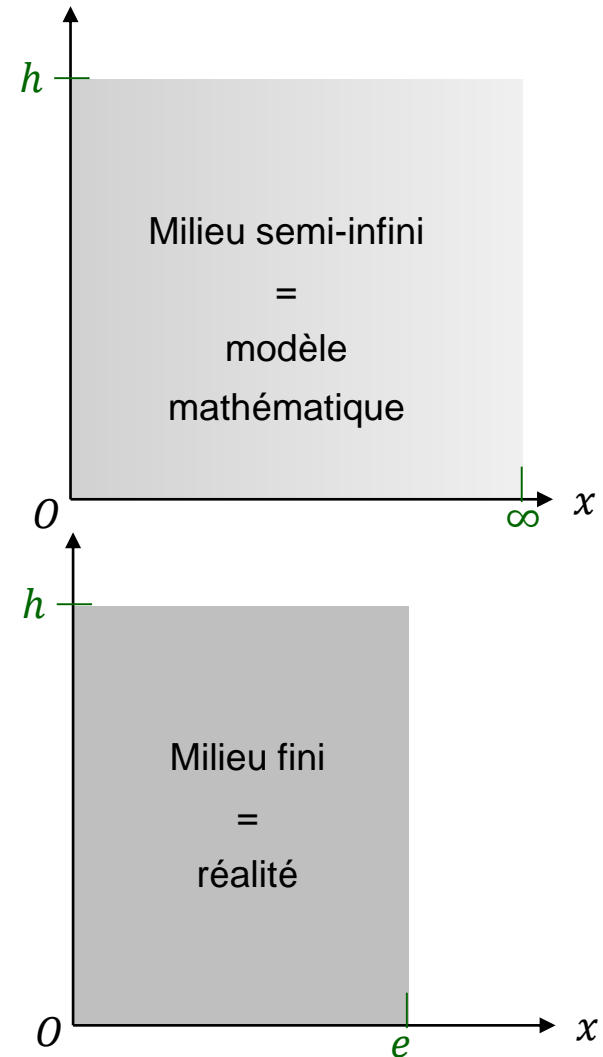 h
Milieu semi-infini
=
modèle
mathématique
O
∞
x
h
Milieu fini
=
réalité
O
e
x